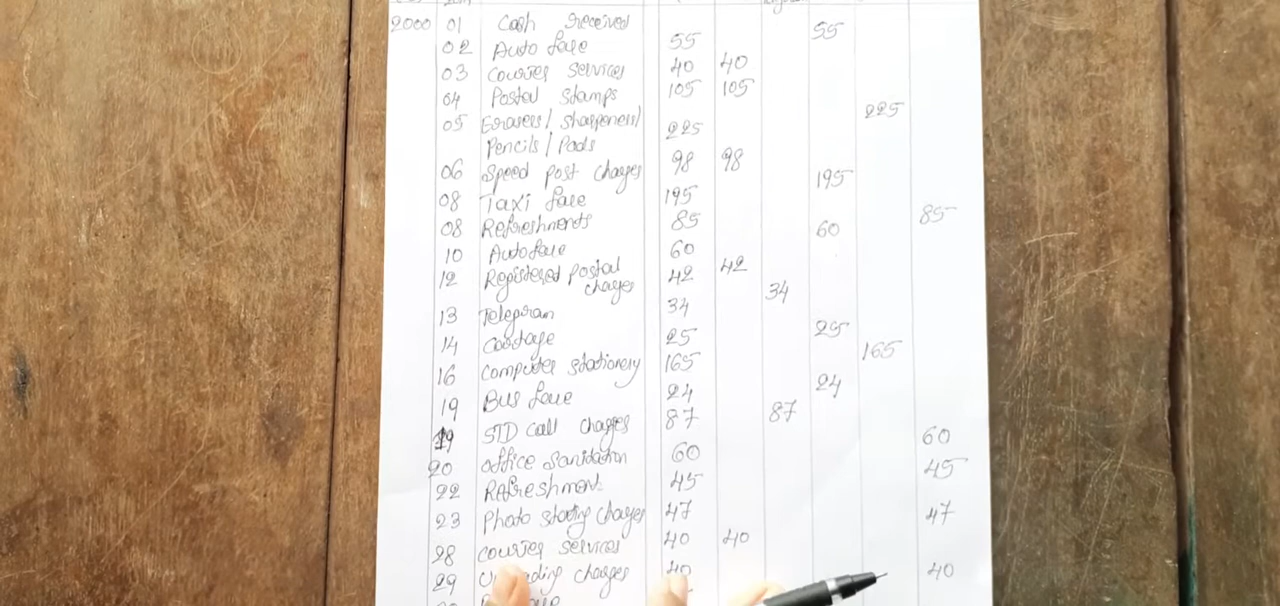 2000 01 Cash received
02 Auto fare 55 55
03 Courier services 40 40
04 Postal stamps 105 105
05 Erasers/ sharpeners/ 225 225
Pencils / Pads
06 Speed post charges 98 98
08 Taxi fare 195 195
08 Refreshments 85 85
10 Auto fare 60 60
12 Registered postal 42 42
charges
13 Telegram 34 34
14 Cartage 25 25
16 Computer stationery 165 165
19 Bus fare 24 24
19 STD call charges 87 87
20 office sanitation 60 60
22 Refreshment 45 45
23 Photo stating charges 47 47
28 Courier services 40 40
29 charges 40 40